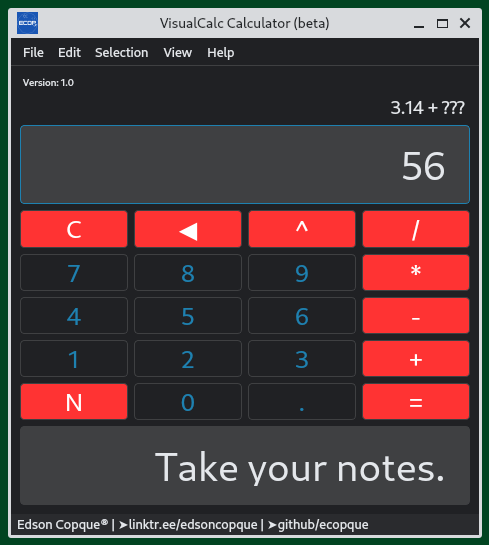 ECOP
VisualCalc Calculator (beta)
File Edit Selection View Help
Version: 1.0
3.14 + ???
56
C ◀ ^ /
7 8 9 *
4 5 6 -
1 2 3 +
N 0 . =
Take your notes.
Edson Copque® | ➤linktr.ee/edsoncopque | ➤github/ecopque